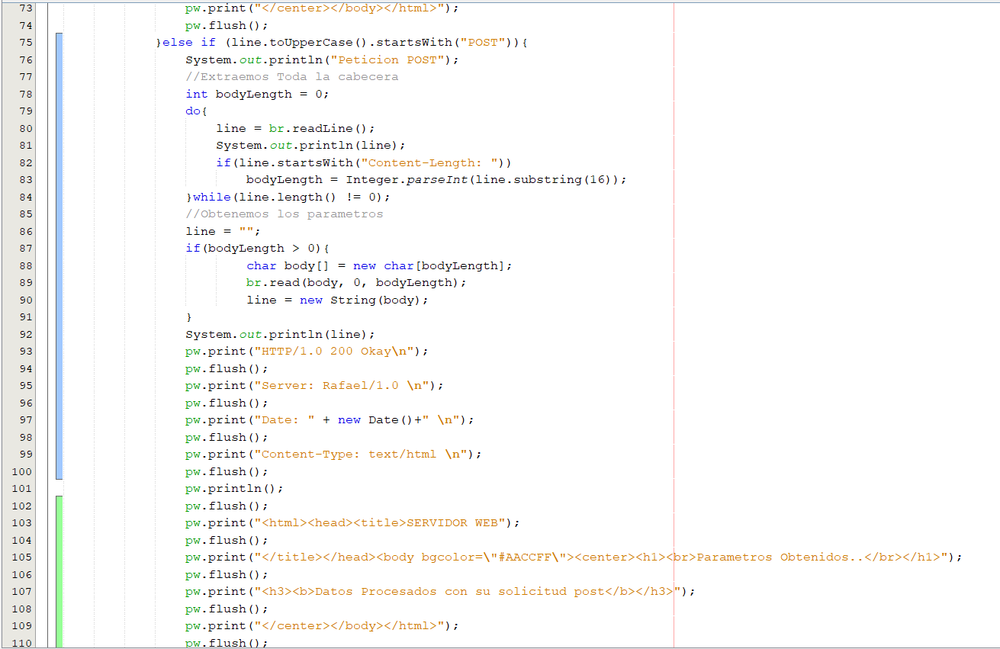 73 pw.print("</center></body></html>");
74 pw.flush();
75 }else if (line.toUpperCase().startsWith("POST")){
76 System.out.println("Peticion POST");
77 //Extraemos Toda la cabecera
78 int bodyLength = 0;
79 do{
80 line = br.readLine();
81 System.out.println(line);
82 if(line.startsWith("Content-Length: "))
83 bodyLength = Integer.parseInt(line.substring(16));
84 }while(line.length() != 0);
85 //Obtenemos los parametros
86 line = "";
87 if(bodyLength > 0){
88 char body[] = new char[bodyLength];
89 br.read(body, 0, bodyLength);
90 line = new String(body);
91 }
92 System.out.println(line);
93 pw.print("HTTP/1.0 200 Okay\n");
94 pw.flush();
95 pw.print("Server: Rafael/1.0 \n");
96 pw.flush();
97 pw.print("Date: " + new Date()+" \n");
98 pw.flush();
99 pw.print("Content-Type: text/html \n");
100 pw.flush();
101 pw.println();
102 pw.flush();
103 pw.print("<html><head><title>SERVIDOR WEB");
104 pw.flush();
105 pw.print("</title></head><body bgcolor=\"#AACCFF\"><center><h1><br>Parametros Obtenidos..</br></h1>");
106 pw.flush();
107 pw.print("<h3><b>Datos Procesados con su solicitud post</b></h3>");
108 pw.flush();
109 pw.print("</center></body></html>");
110 pw.flush();